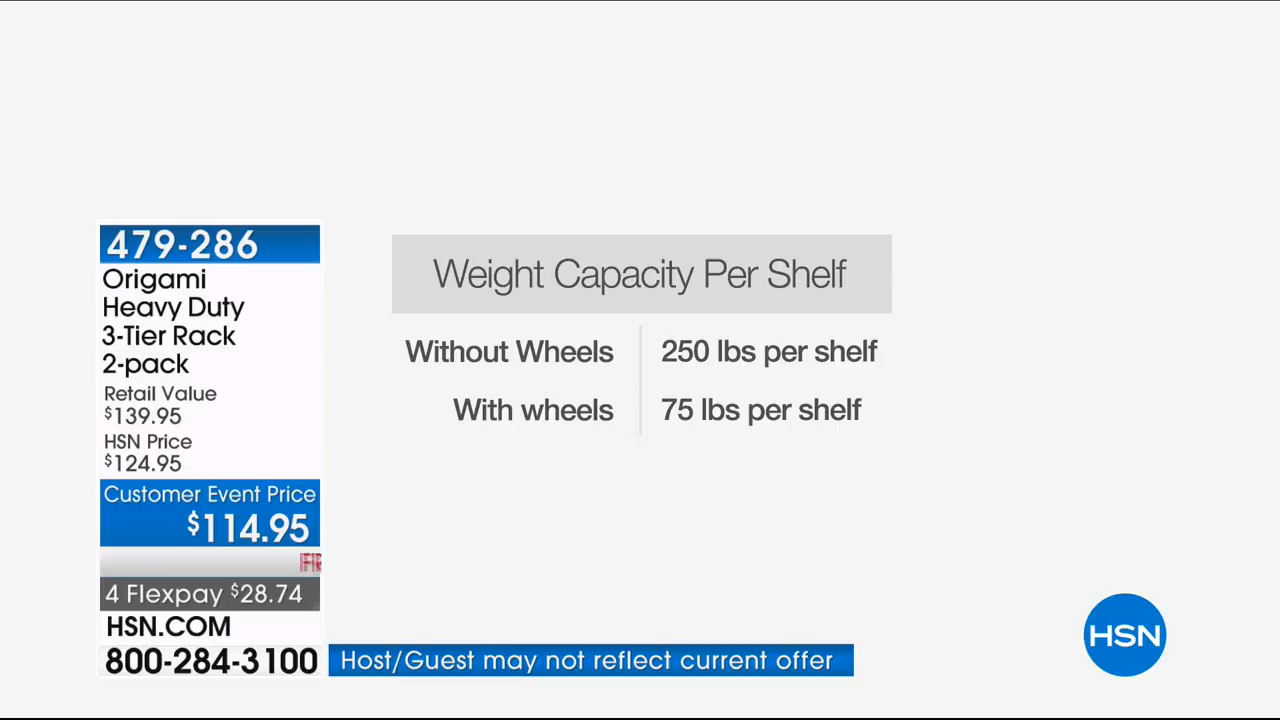 479-286
Origami
Heavy Duty
3-Tier Rack
2-pack
Retail Value
$139.95
HSN Price
$124.95
Customer Event Price
$114.95
4 Flexpay $28.74
HSN.COM
800-284-3100
Weight Capacity Per Shelf
Without Wheels 250 lbs per shelf
With wheels 75 lbs per shelf
Host/Guest may not reflect current offer
HSN